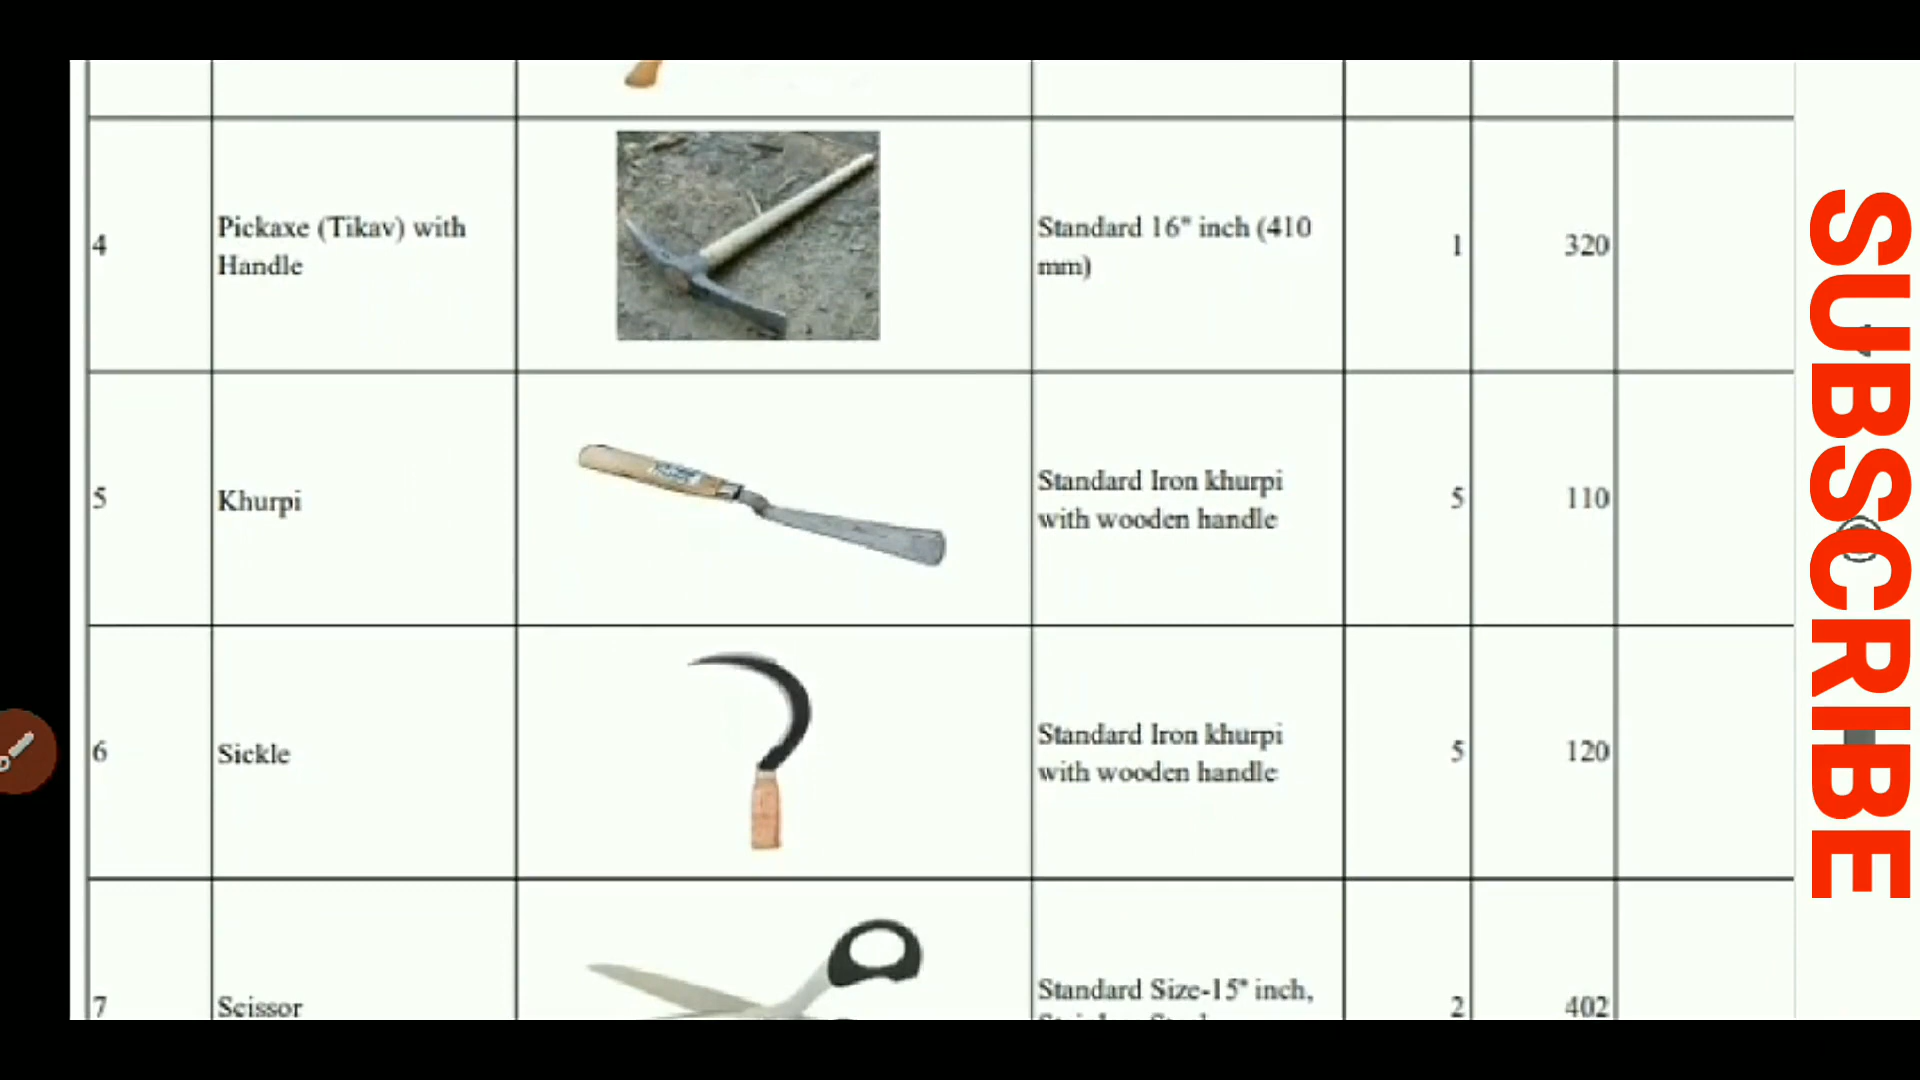 4
Pickaxe (Tikav) with
Handle
Standard 16" inch (410
mm)
1
320
5
Khurpi
Standard Iron khurpi
with wooden handle
5
110
6
Sickle
Standard Iron khurpi
with wooden handle
5
120
7
Scissor
Standard Size-15" inch,
2
402
SUBSCRIBE